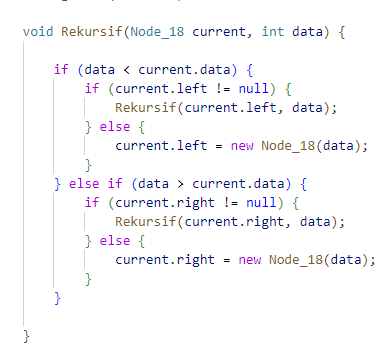 void Rekursif(Node_18 current, int data) {
if (data < current.data) {
if (current.left != null) {
Rekursif(current.left, data);
} else {
current.left = new Node_18(data);
}
} else if (data > current.data) {
if (current.right != null) {
Rekursif(current.right, data);
} else {
current.right = new Node_18(data);
}
}
}